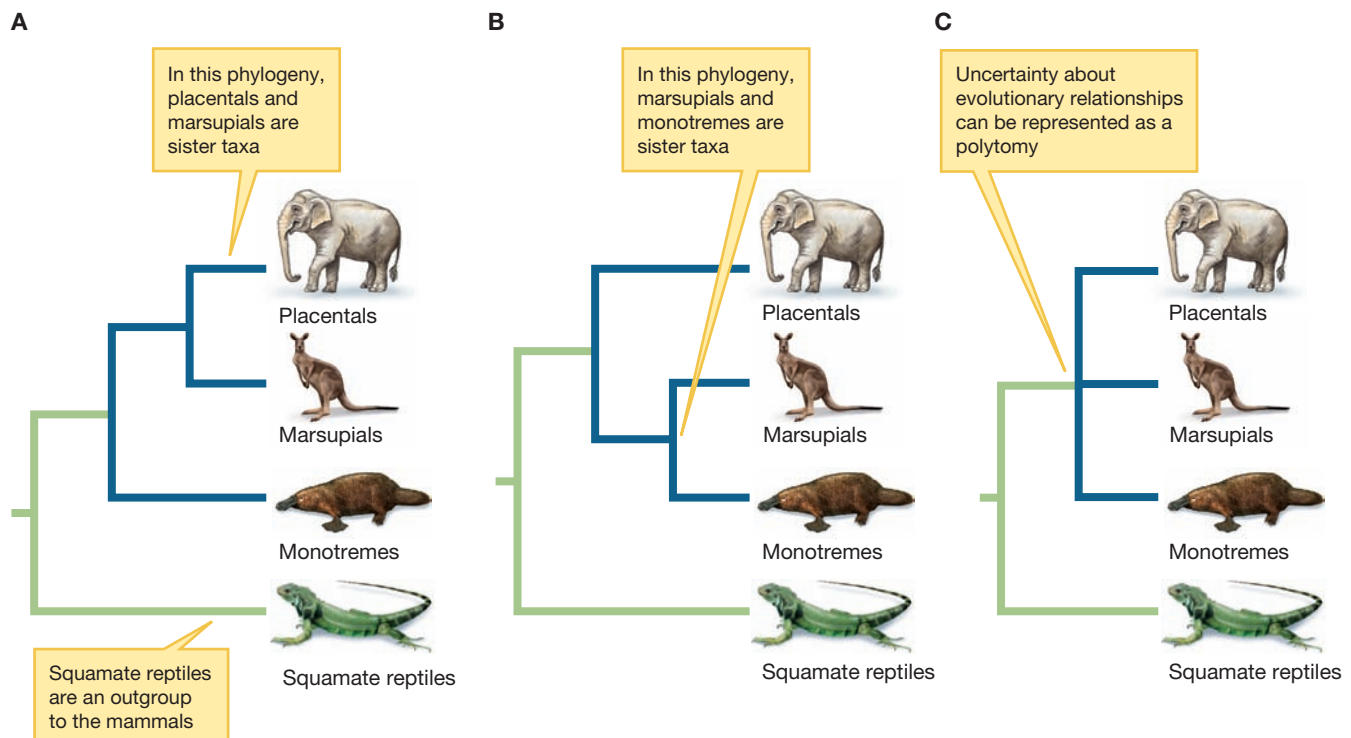 A
In this phylogeny,
placentals and
marsupials are
sister taxa
Placentals
Marsupials
Monotremes
Squamate reptiles
Squamate reptiles
are an outgroup
to the mammals
B
In this phylogeny,
marsupials and
monotremes are
sister taxa
Placentals
Marsupials
Monotremes
Squamate reptiles
C
Uncertainty about
evolutionary relationships
can be represented as a
polytomy
Placentals
Marsupials
Monotremes
Squamate reptiles